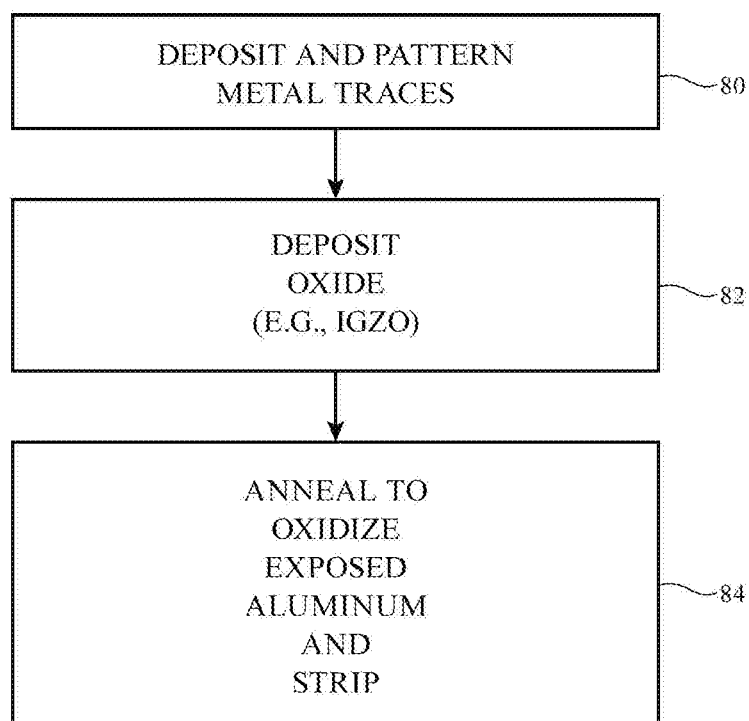 DEPOSIT AND PATTERN
METAL TRACES
80
DEPOSIT
OXIDE
(E.G., IGZO)
82
ANNEAL TO
OXIDIZE
EXPOSED
ALUMINUM
AND
STRIP
84